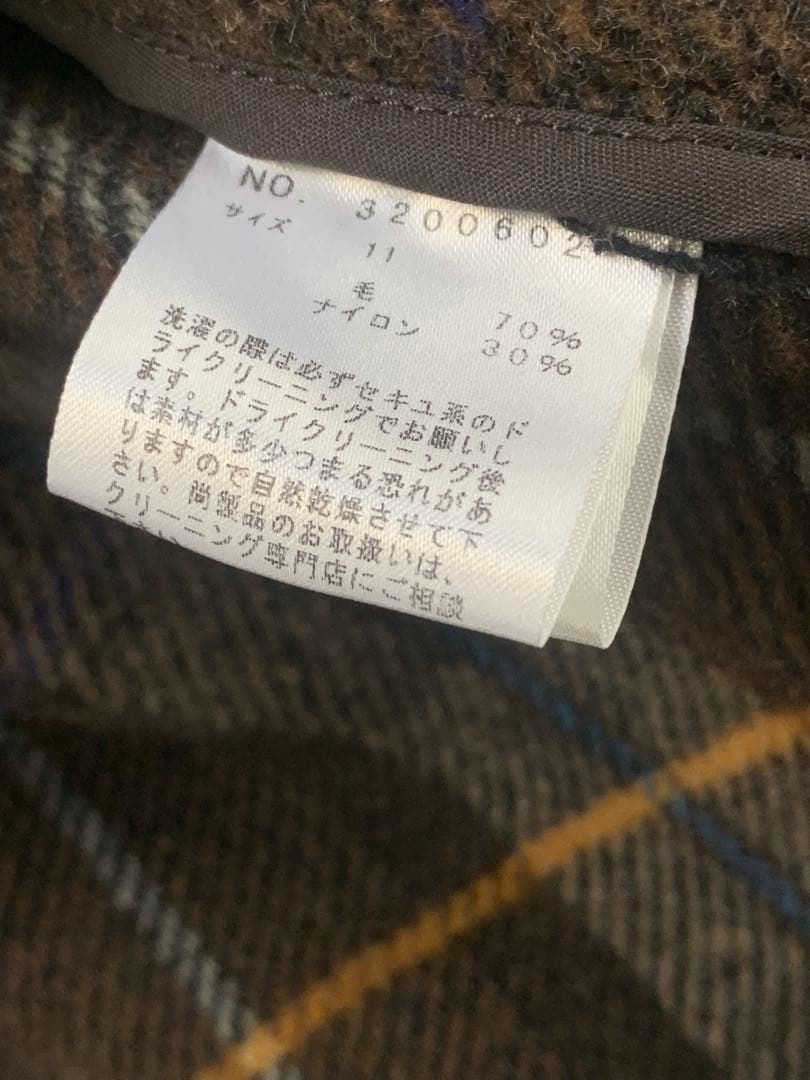 NO. 3200602
サイズ 11
毛 70%
ナイロン 30%
洗濯の際は必ずセキユ系のド
ライクリーニングでお願いし
ます。ドライクリーニング後
は素材が多少つまる恐れがあ
りますので自然乾燥させて下
さい。尚製品のお取扱いは、
クリーニング専門店にご相談